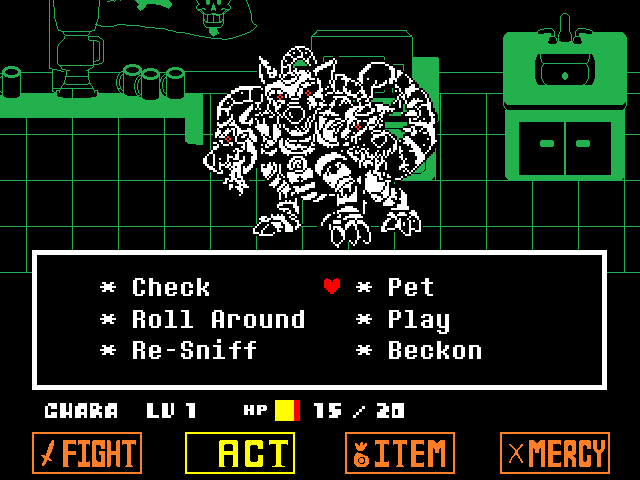 * Check * Pet
* Roll Around * Play
* Re-Sniff * Beckon
CHARA LV 1 HP 15 / 20
FIGHT ACT ITEM MERCY